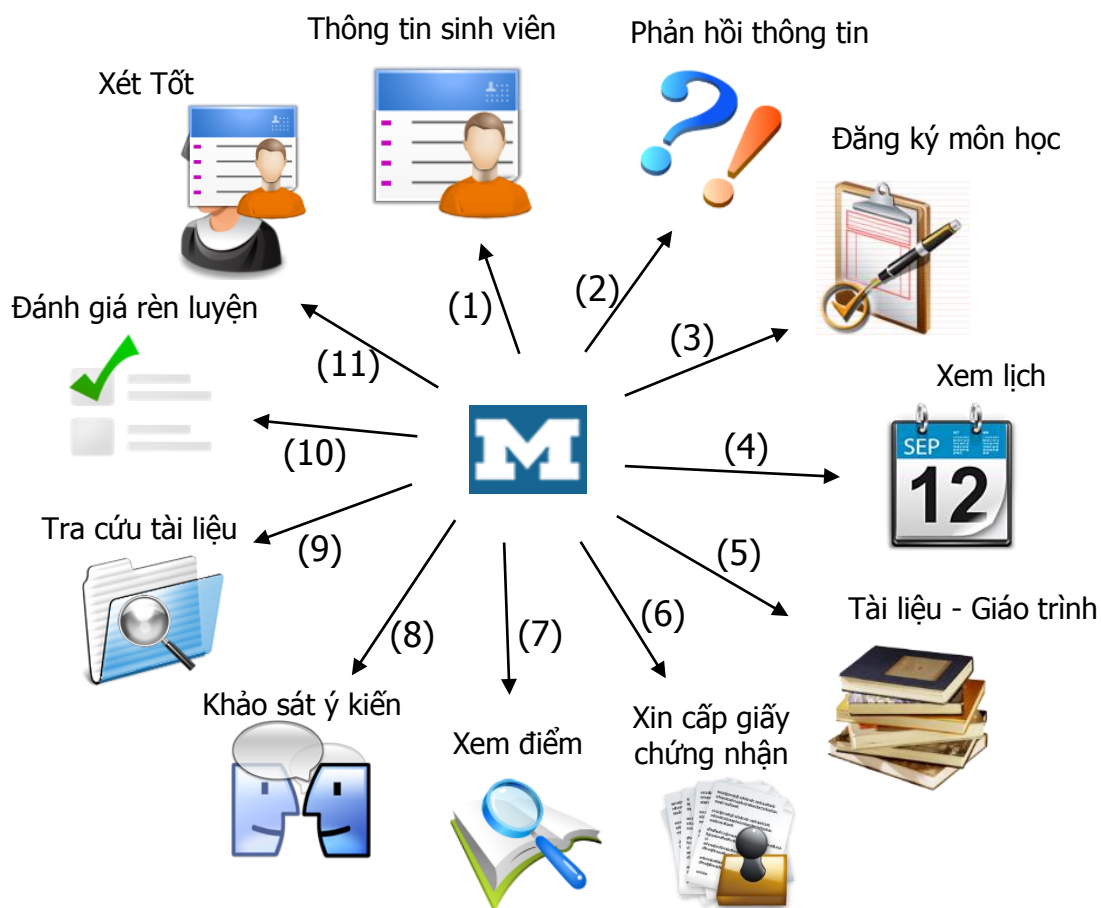 Thông tin sinh viên
Phản hồi thông tin
Xét Tốt
Đăng ký môn học
(1)
(2)
Đánh giá rèn luyện
(3)
(11)
Xem lịch
M
SEP
12
(4)
(10)
Tra cứu tài liệu
(9)
(5)
Tài liệu - Giáo trình
(8)
(7)
(6)
Khảo sát ý kiến
Xem điểm
Xin cấp giấy
chứng nhận